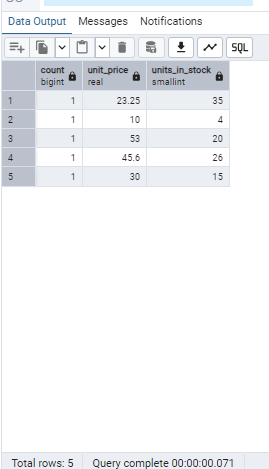 Data Output Messages Notifications
SQL
count unit_price units_in_stock
bigint real smallint
1 1 23.25 35
2 1 10 4
3 1 53 20
4 1 45.6 26
5 1 30 15
Total rows: 5 Query complete 00:00:00.071